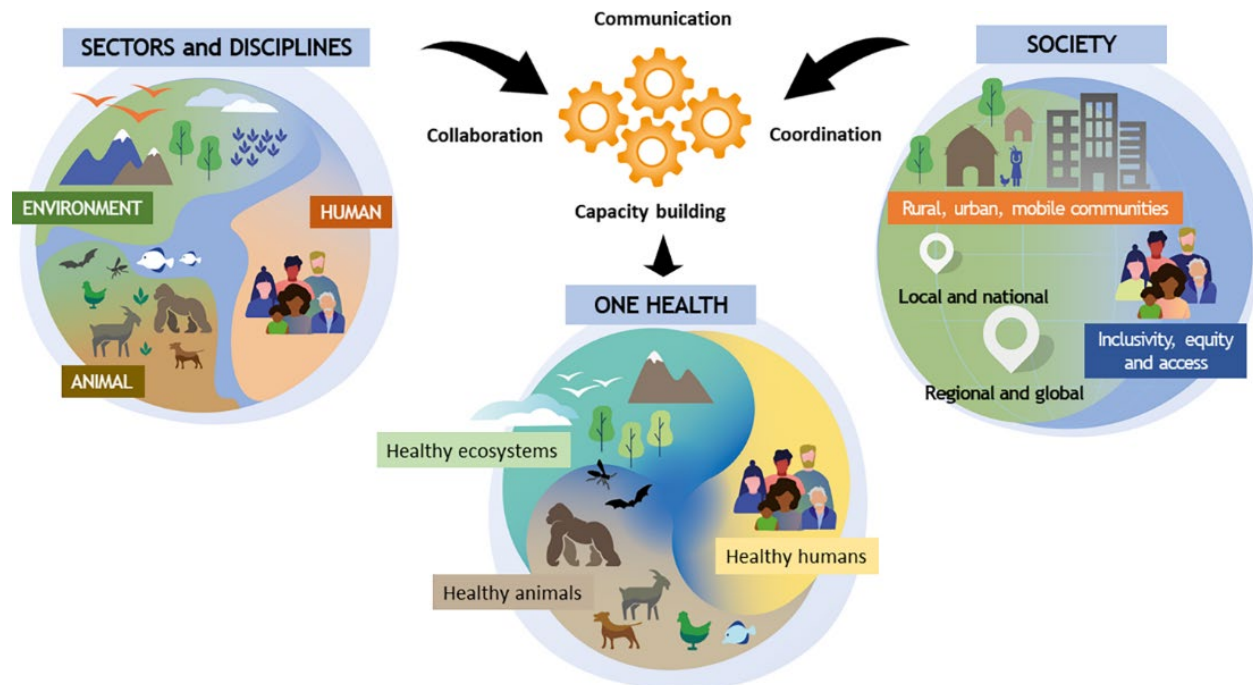 SECTORS and DISCIPLINES
ENVIRONMENT
HUMAN
ANIMAL
Communication
Collaboration
Coordination
Capacity building
SOCIETY
Rural, urban, mobile communities
Local and national
Inclusivity, equity
and access
Regional and global
ONE HEALTH
Healthy ecosystems
Healthy humans
Healthy animals